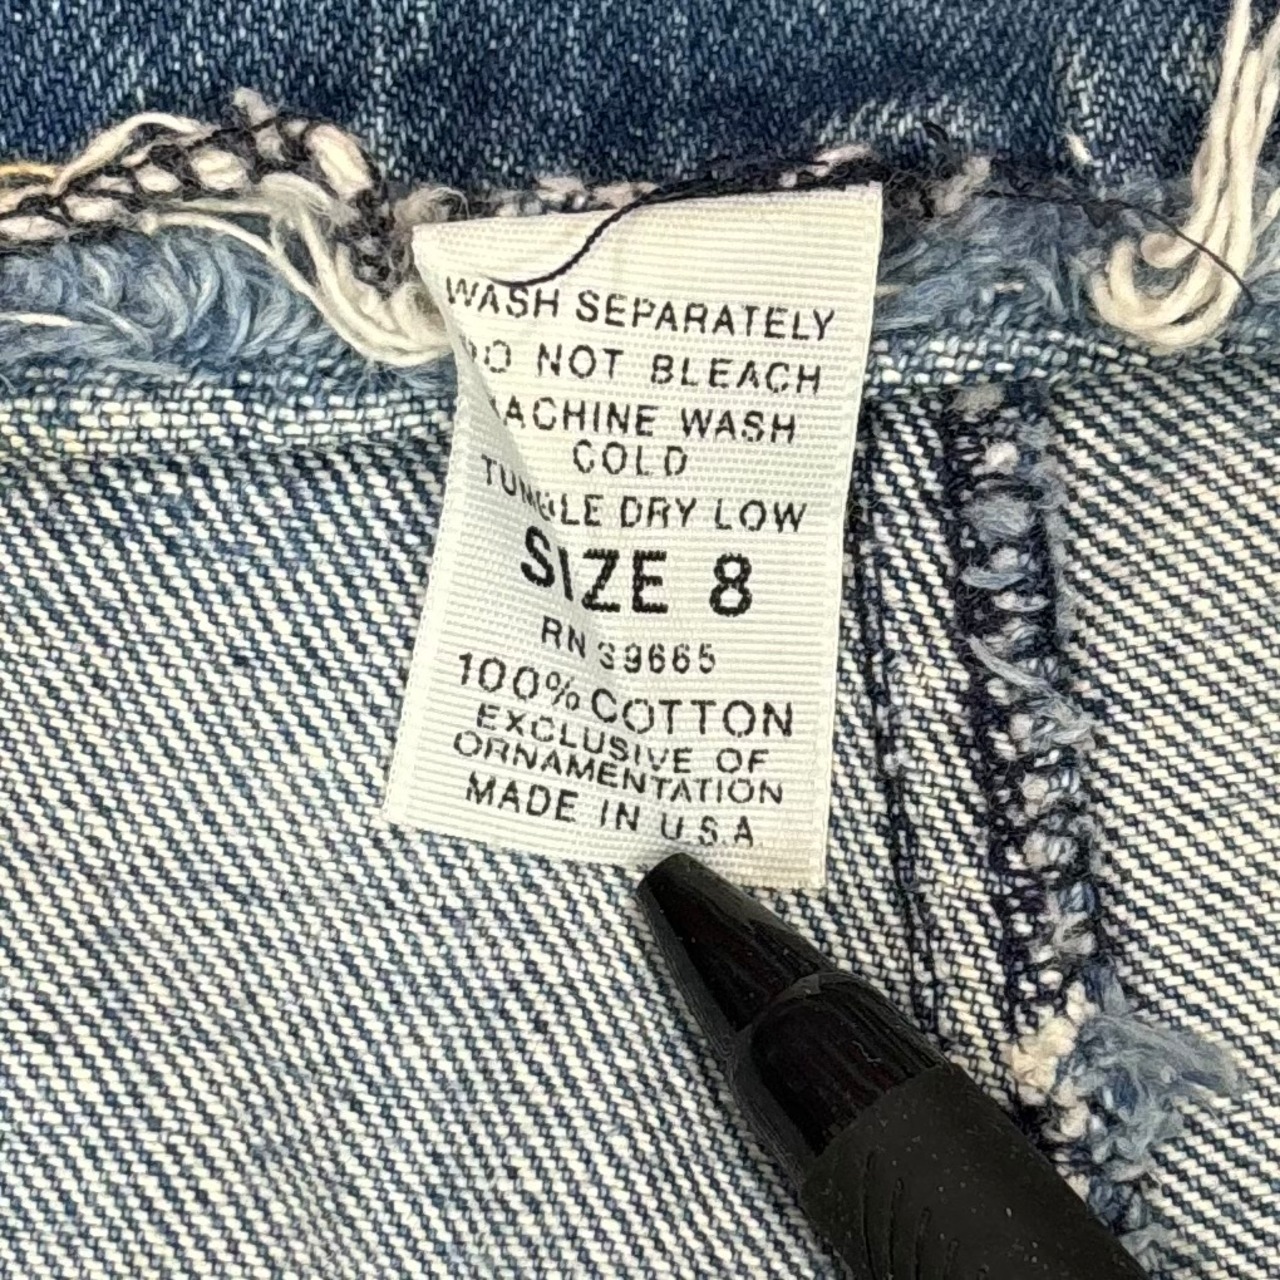 WASH SEPARATELY
DO NOT BLEACH
MACHINE WASH
COLD
TUMBLE DRY LOW
SIZE 8
RN 39665
100% COTTON
EXCLUSIVE OF
ORNAMENTATION
MADE IN U.S.A.